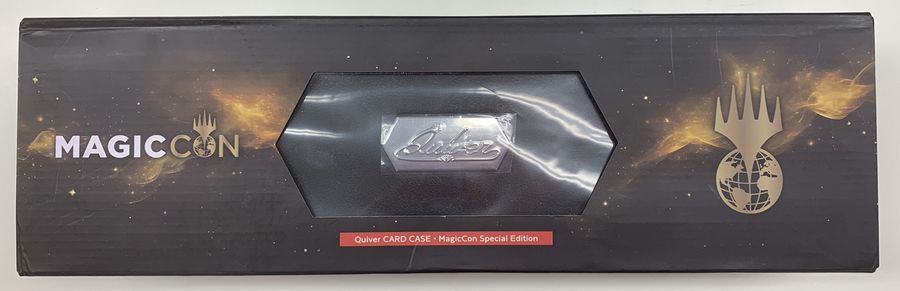 MAGICCON
Quiver
Quiver CARD CASE • MagicCon Special Edition